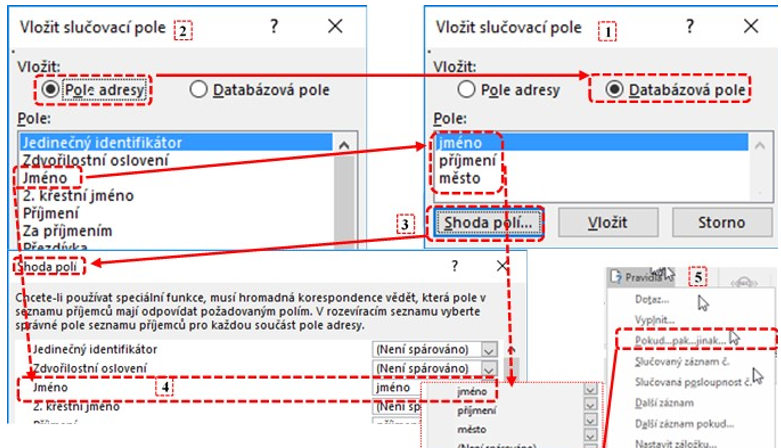 Vložit slučovací pole 2 ? ×
Vložit:
Pole adresy Databázová pole
Pole:
Jedinečný identifikátor
Zdvořilostní oslovení
Jméno
2. křestní jméno
Příjmení
Za příjmením
Přezdívka
Vložit slučovací pole 1 ? ×
Vložit:
Pole adresy Databázová pole
Pole:
jméno
příjmení
město
3 Shoda polí... Vložit Storno
Shoda polí ? ×
Chcete-li používat speciální funkce, musí hromadná korespondence vědět, která pole v
seznamu příjemců mají odpovídat požadovaným polím. V rozevíracím seznamu vyberte
správné pole seznamu příjemců pro každou součást pole adresy.
Jedinečný identifikátor (Není spárováno)
Zdvořilostní oslovení (Není spárováno)
Jméno 4 jméno
2. křestní jméno (Není sp
Příjmení
jméno
příjmení
město
(Není spárováno)
Pravidla 5
Dotaz...
Vyplnit...
Pokud...pak...jinak...
Slučovaný záznam č.
Slučovaná posloupnost č.
Další záznam
Další záznam pokud...
Nastavit záložku...